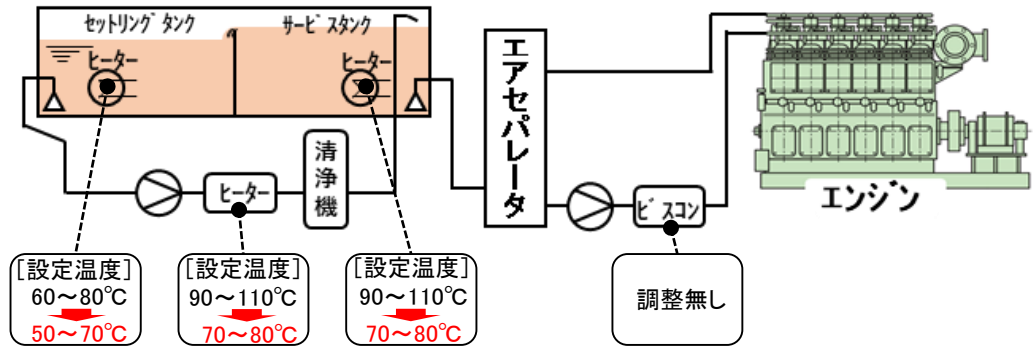 セットリングタンク
サービスタンク
ヒーター
ヒーター
エアセパレータ
清浄機
ヒーター
ビスコン
エンジン
[設定温度]
60～80℃
50～70℃
[設定温度]
90～110℃
70～80℃
[設定温度]
90～110℃
70～80℃
調整無し